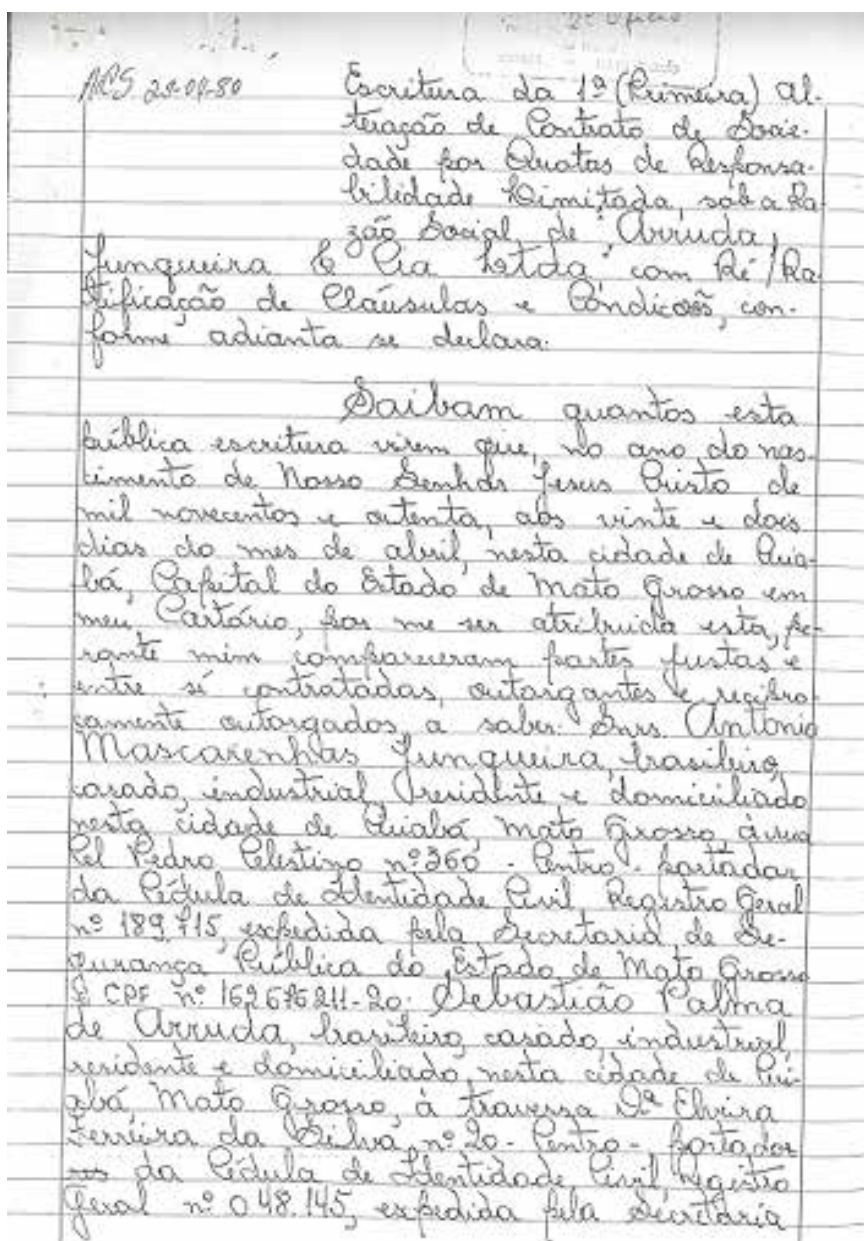 2º Ofício
NCS 28-04-80
Escritura da 1ª (Primeira) Al-
teração de Contrato de Socie-
dade por Quotas de Responsa-
bilidade Limitada, sob a Ra-
zão Social de "Arruda,
Junqueira & Cia Ltda" com Ré/Ra
tificação de Cláusulas e Condicoẽs, con-
forme adianta se declara:
Saibam quantos esta
pública escritura virem que, no ano do nas-
cimento de Nosso Senhor Jesus Cristo de
mil novecentos e oitenta, aos vinte e dois
dias do mes de abril, nesta cidade de Cuia-
bá, Capital do Estado de Mato Grosso em
meu Cartório, por me ser atribuida esta, pe-
rante mim compareceram partes justas e
entre si contratadas, outorgantes e recipro-
camente outorgados, a saber: Snrs. Antonio
Mascarenhas Junqueira, brasileiro,
casado, industrial residente e domiciliado
nesta cidade de Cuiabá, Mato Grosso, à rua
Cel Pedro Celestino nº 360 - Centro - portador
da Cédula de Identidade Civil Registro Geral
nº 189.715, expedida pela Secretaria de Se-
gurança Pública do Estado de Mato Grosso
e CPF nº 162676211-20. Sebastião Palma
de Arruda, brasileiro, casado, industrial,
residente e domiciliado nesta cidade de Cui-
abá, Mato Grosso, à travessa Dª Elvira
Ferreira da Silva, nº 20 - Centro - portador
da Cédula de Identidade Civil Registro
Geral nº 048.145, expedida pela Secretaria